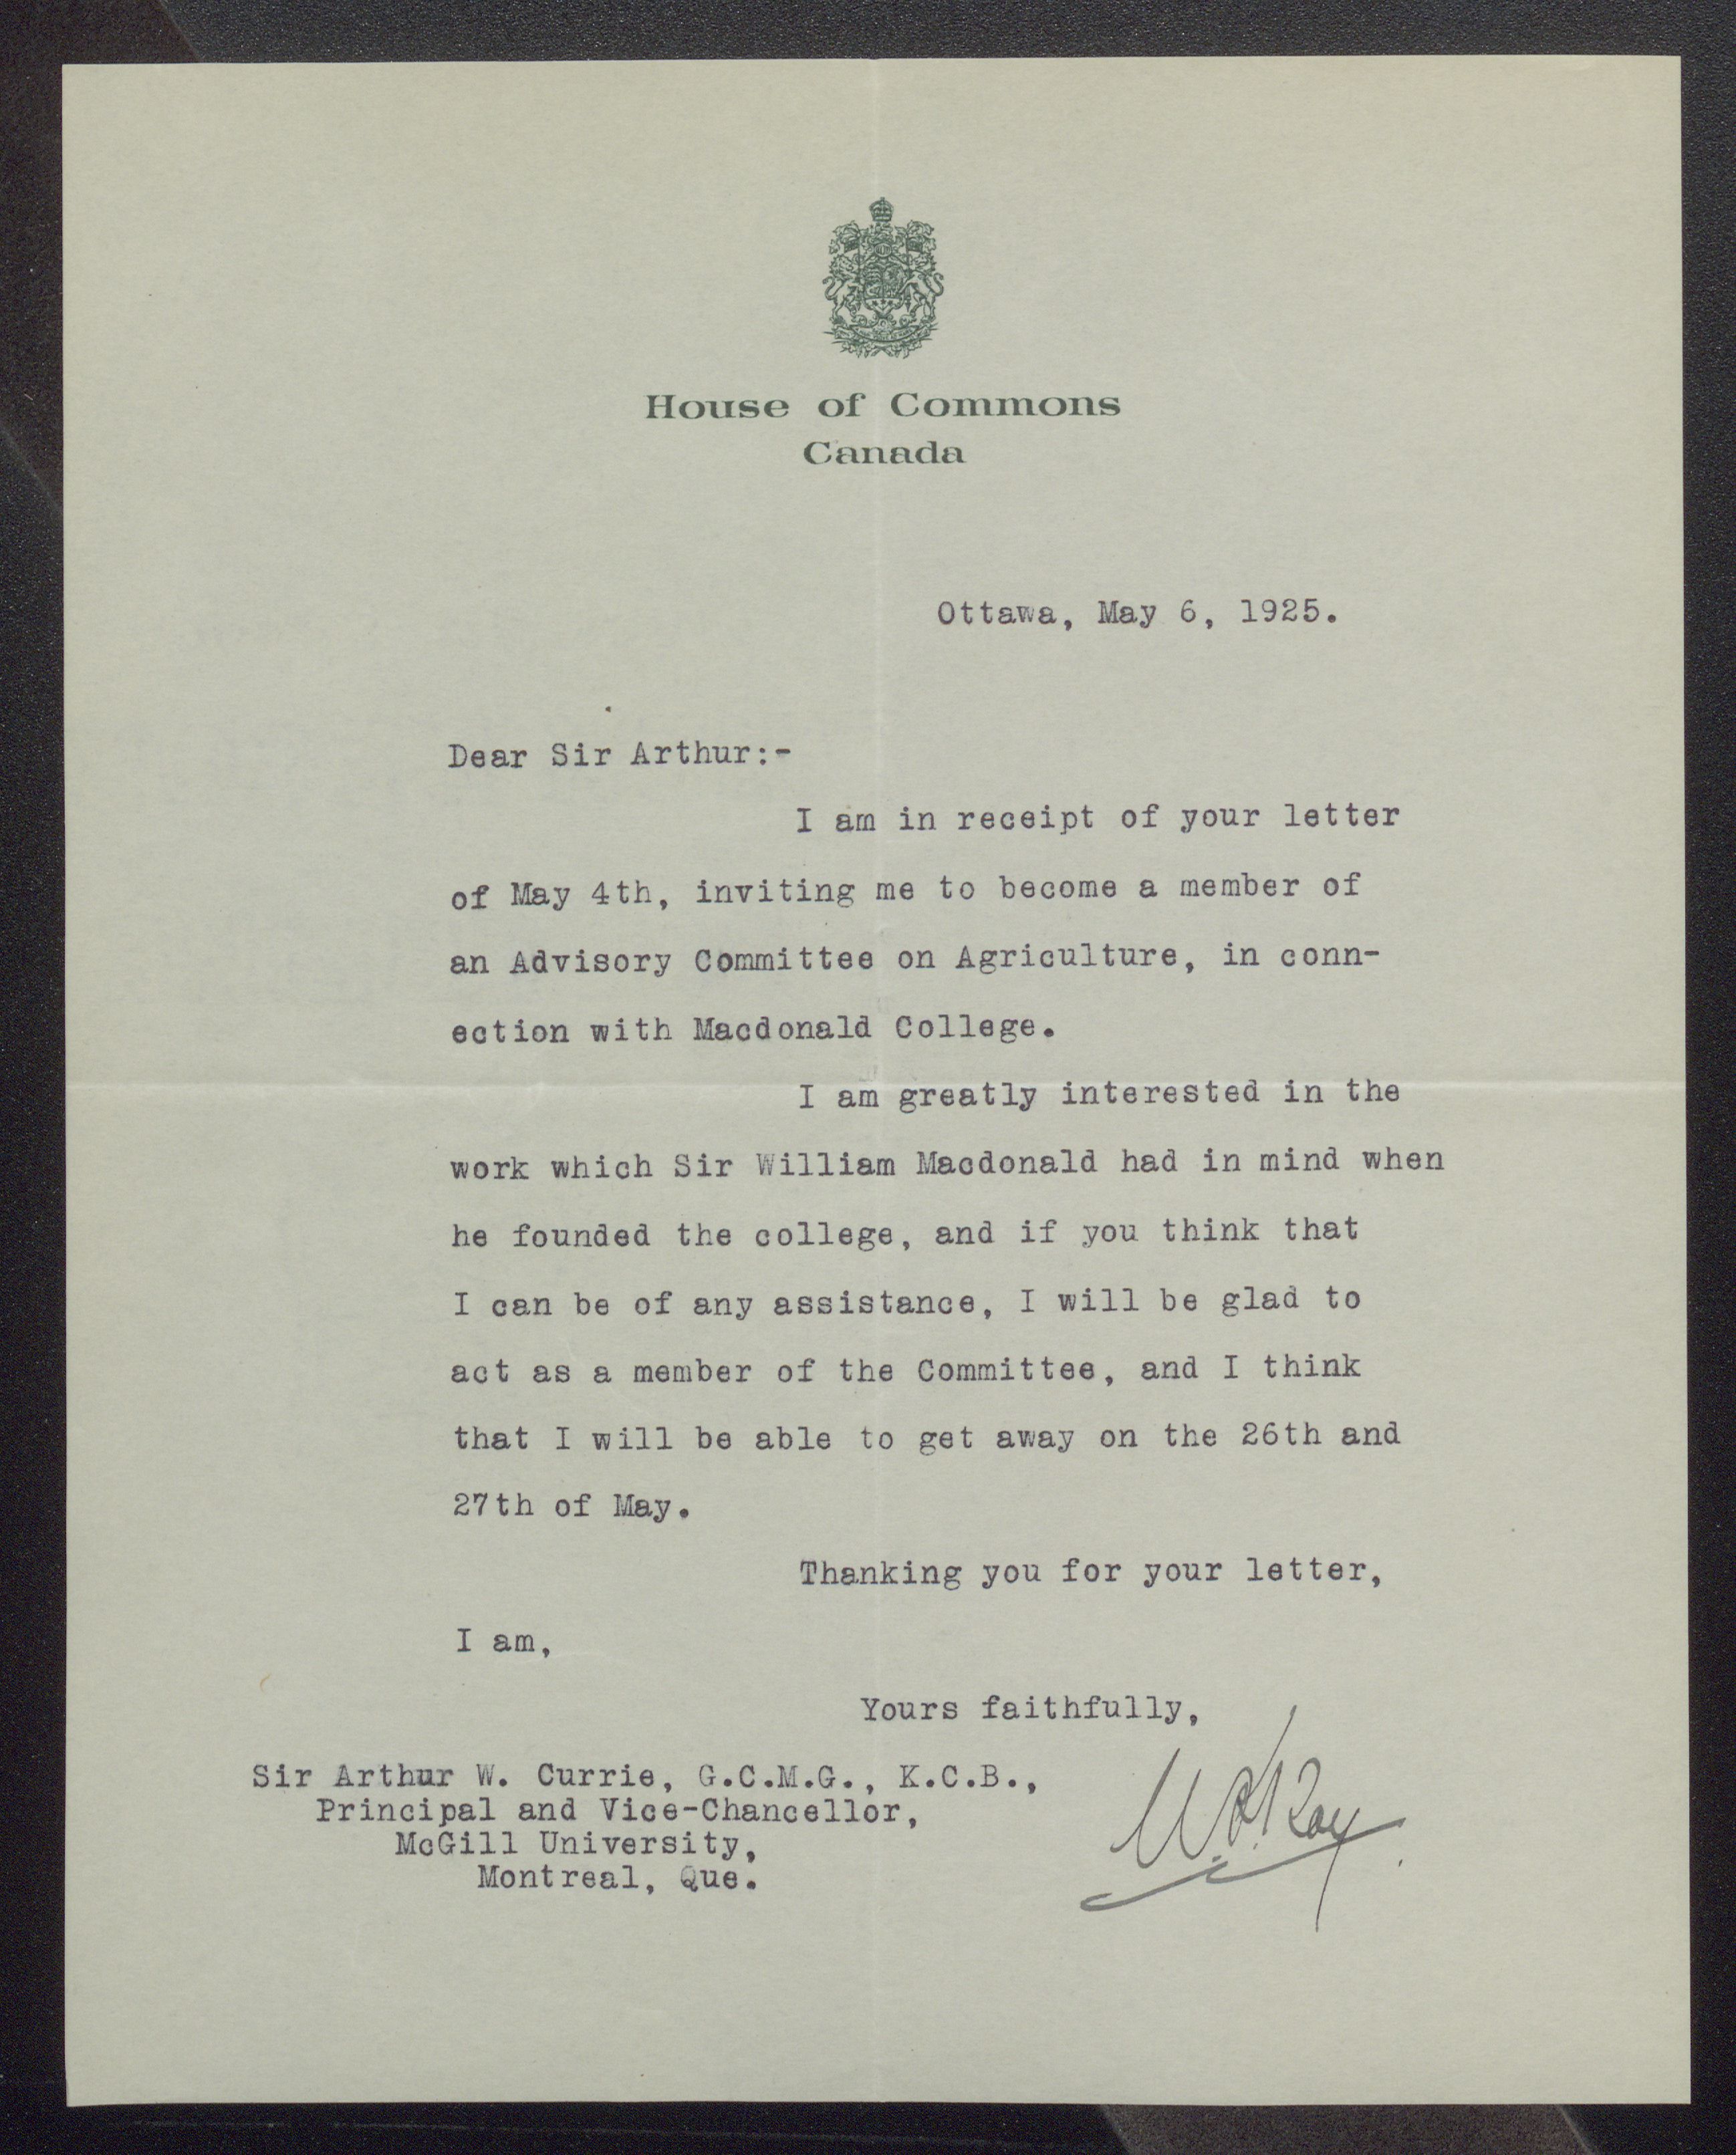 House of Commons
Canada
Ottawa, May 6, 1925.
Dear Sir Arthur:-
I am in receipt of your letter
of May 4th, inviting me to become a member of
an Advisory Committee on Agriculture, in conn-
ection with Macdonald College.
I am greatly interested in the
work which Sir William Macdonald had in mind when
he founded the college, and if you think that
I can be of any assistance, I will be glad to
act as a member of the Committee, and I think
that I will be able to get away on the 26th and
27th of May.
Thanking you for your letter,
I am,
Yours faithfully,
Sir Arthur W. Currie, G.C.M.G., K.C.B.,
Principal and Vice-Chancellor,
McGill University,
Montreal, Que.